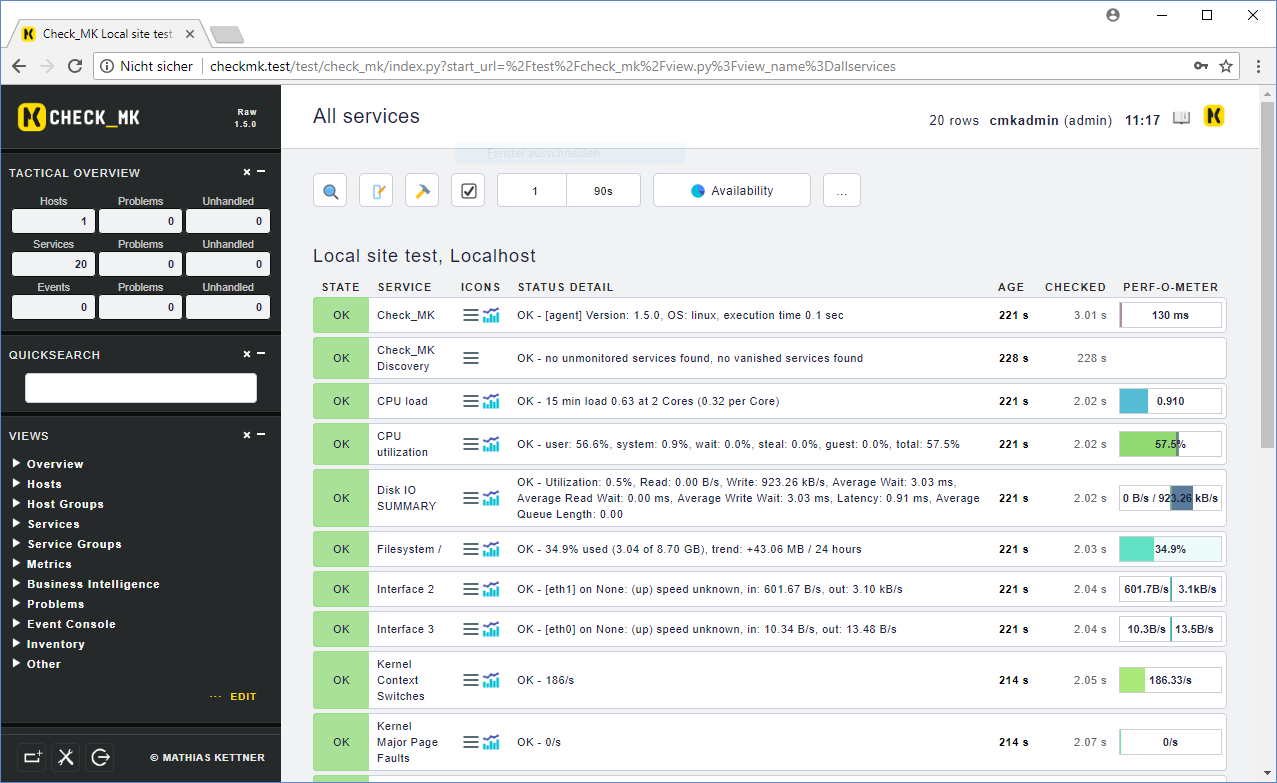 Check_MK Local site test
Nicht sicher
checkmk.test/test/check_mk/index.py?start_url=%2Ftest%2Fcheck_mk%2Fview.py%3Fview_name%3Dallservices
CHECK_MK
Raw
1.5.0
TACTICAL OVERVIEW
Hosts Problems Unhandled
1 0 0
Services Problems Unhandled
20 0 0
Events Problems Unhandled
0 0 0
QUICKSEARCH
VIEWS
Overview
Hosts
Host Groups
Services
Service Groups
Metrics
Business Intelligence
Problems
Event Console
Inventory
Other
... EDIT
© MATHIAS KETTNER
All services
20 rows cmkadmin (admin) 11:17
Fenster ausschneiden
1 90s Availability ...
Local site test, Localhost
STATE SERVICE ICONS STATUS DETAIL AGE CHECKED PERF-O-METER
OK Check_MK OK - [agent] Version: 1.5.0, OS: linux, execution time 0.1 sec 221 s 3.01 s 130 ms
OK Check_MK
Discovery OK - no unmonitored services found, no vanished services found 228 s 228 s
OK CPU load OK - 15 min load 0.63 at 2 Cores (0.32 per Core) 221 s 2.02 s 0.910
OK CPU
utilization OK - user: 56.6%, system: 0.9%, wait: 0.0%, steal: 0.0%, guest: 0.0%, total: 57.5% 221 s 2.02 s 57.5%
OK Disk IO
SUMMARY OK - Utilization: 0.5%, Read: 0.00 B/s, Write: 923.26 kB/s, Average Wait: 3.03 ms,
Average Read Wait: 0.00 ms, Average Write Wait: 3.03 ms, Latency: 0.91 ms, Average
Queue Length: 0.00 221 s 2.02 s 0 B/s / 923.26 kB/s
OK Filesystem / OK - 34.9% used (3.04 of 8.70 GB), trend: +43.06 MB / 24 hours 221 s 2.03 s 34.9%
OK Interface 2 OK - [eth1] on None: (up) speed unknown, in: 601.67 B/s, out: 3.10 kB/s 221 s 2.04 s 601.7B/s 3.1kB/s
OK Interface 3 OK - [eth0] on None: (up) speed unknown, in: 10.34 B/s, out: 13.48 B/s 221 s 2.04 s 10.3B/s 13.5B/s
OK Kernel
Context
Switches OK - 186/s 214 s 2.05 s 186.33/s
OK Kernel
Major Page
Faults OK - 0/s 214 s 2.07 s 0/s